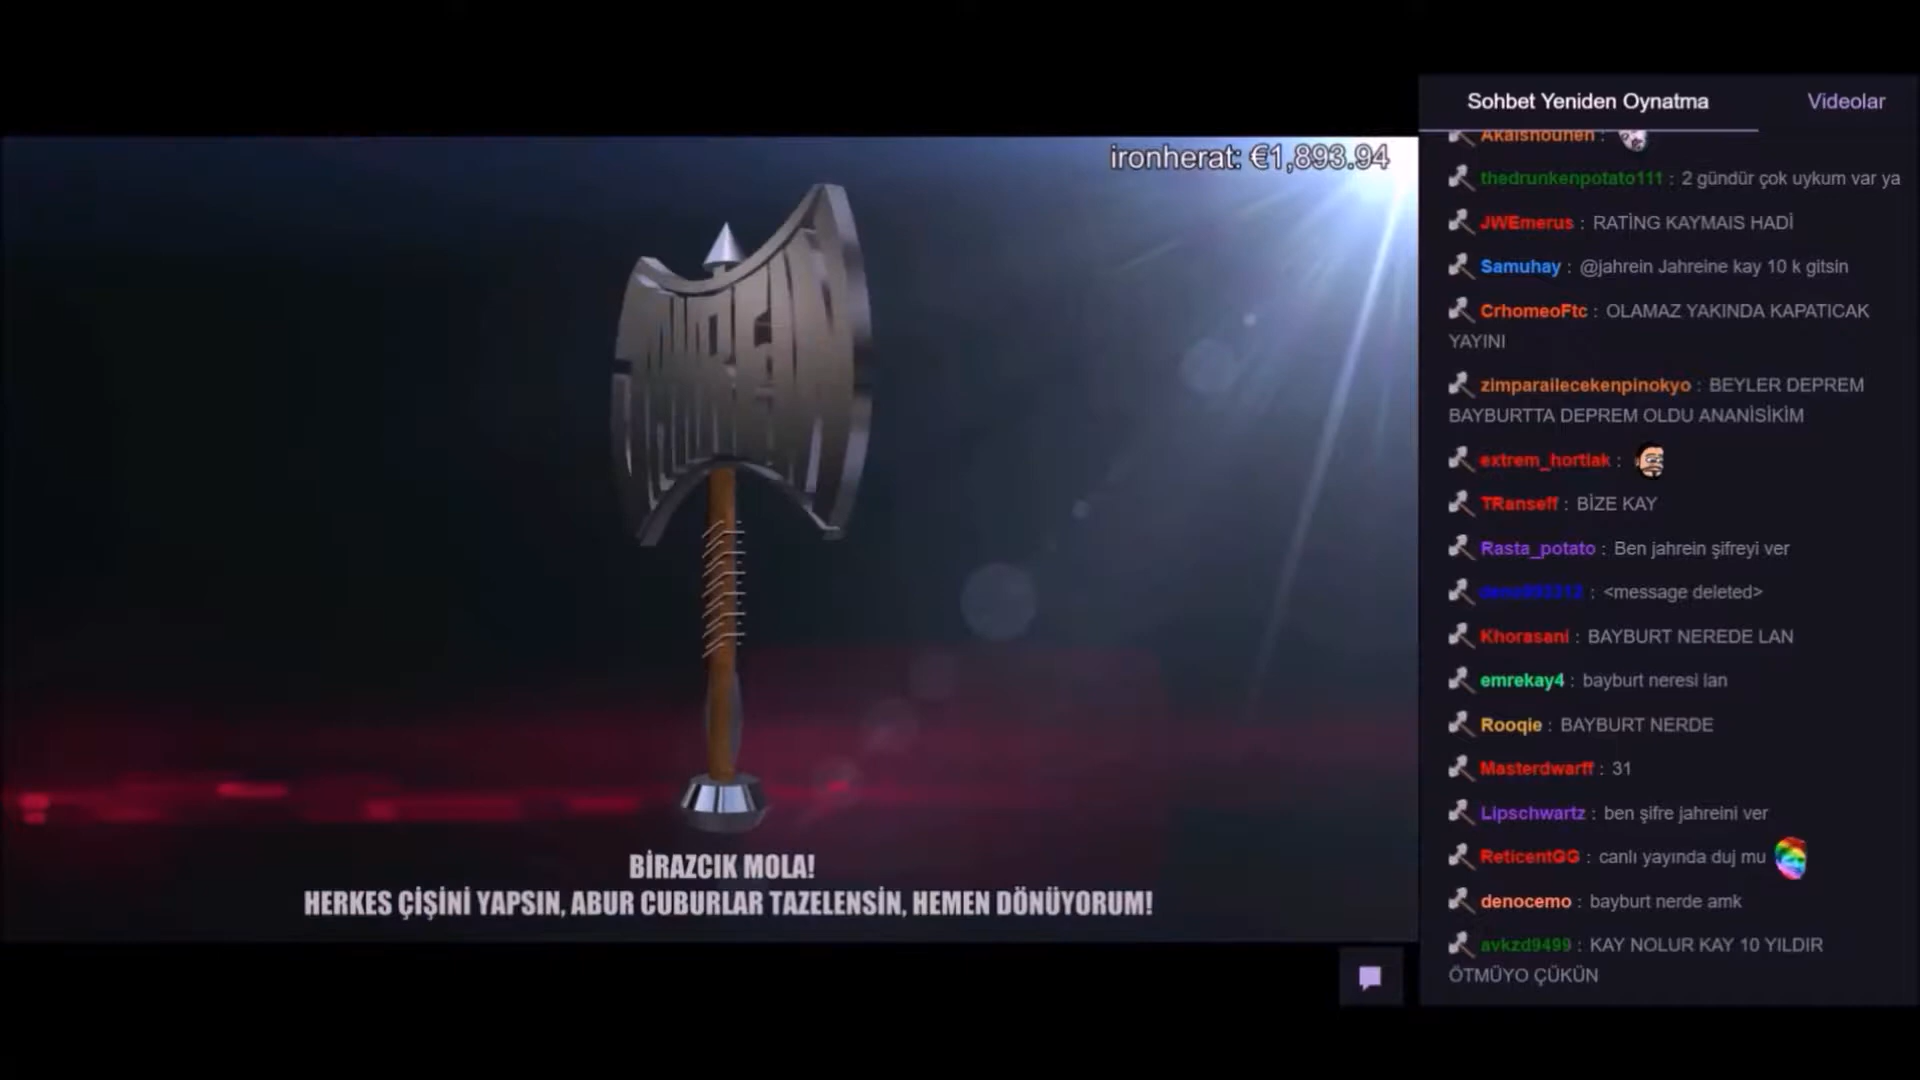 ironherat: €1,893.94
BİRAZCIK MOLA!
HERKES ÇİŞİNİ YAPSIN, ABUR CUBURLAR TAZELENSİN, HEMEN DÖNÜYORUM!
Sohbet Yeniden Oynatma
Videolar
Akaishouhen :
thedrunkenpotato111 : 2 gündür çok uykum var ya
JWEmerus : RATİNG KAYMAIS HADİ
Samuhay : @jahrein Jahreine kay 10 k gitsin
CrhomeoFtc : OLAMAZ YAKINDA KAPATICAK
YAYINI
zimparailecekenpinokyo : BEYLER DEPREM
BAYBURTTA DEPREM OLDU ANANİSİKİM
extrem_hortlak :
TRanseff : BİZE KAY
Rasta_potato : Ben jahrein şifreyi ver
: <message deleted>
Khorasani : BAYBURT NEREDE LAN
emrekay4 : bayburt neresi lan
Rooqie : BAYBURT NERDE
Masterdwarff : 31
Lipschwartz : ben şifre jahreini ver
ReticentGG : canlı yayında duj mu
denocemo : bayburt nerde amk
avkzd9499 : KAY NOLUR KAY 10 YILDIR
ÖTMÜYO ÇÜKÜN